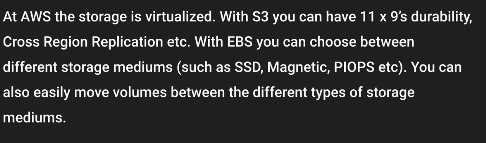 At AWS the storage is virtualized. With S3 you can have 11 x 9's durability,
Cross Region Replication etc. With EBS you can choose between
different storage mediums (such as SSD, Magnetic, PIOPS etc). You can
also easily move volumes between the different types of storage
mediums.